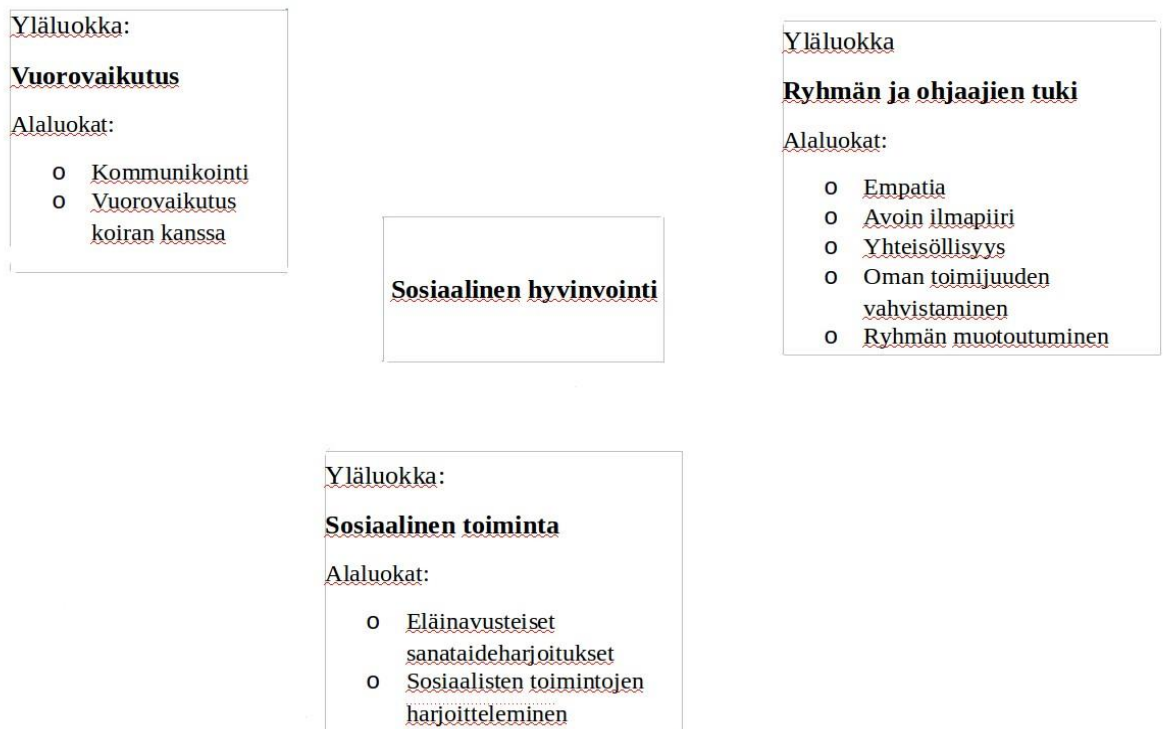 Yläluokka:
Vuorovaikutus
Alaluokat:
o Kommunikointi
o Vuorovaikutus
koiran kanssa
Yläluokka
Ryhmän ja ohjaajien tuki
Alaluokat:
o Empatia
o Avoin ilmapiiri
o Yhteisöllisyys
o Oman toimijuuden
vahvistaminen
o Ryhmän muotoutuminen
Sosiaalinen hyvinvointi
Yläluokka:
Sosiaalinen toiminta
Alaluokat:
o Eläinavusteiset
sanataideharjoitukset
o Sosiaalisten toimintojen
harjoitteleminen